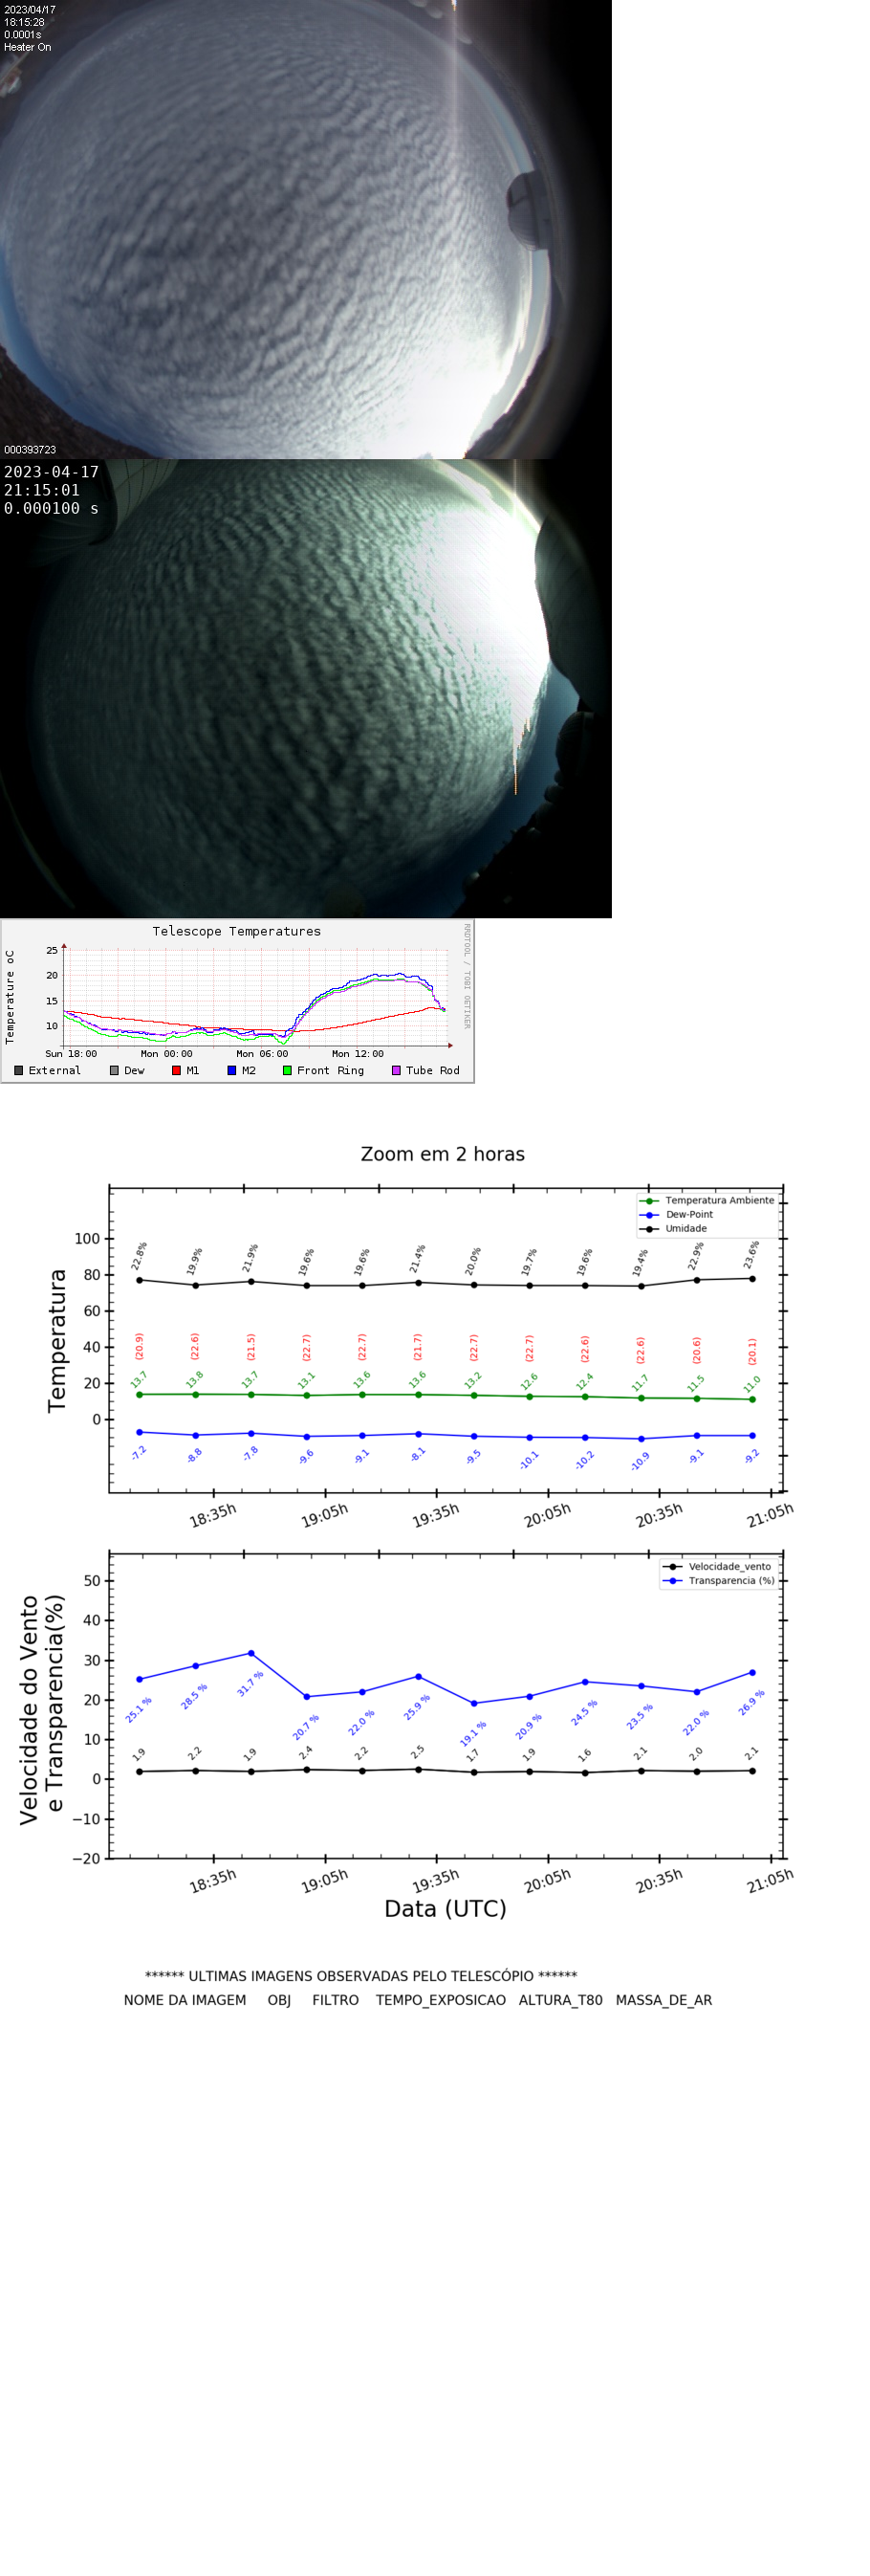 2023/04/17
18:15:28
0.0001s
Heater On
000393723
2023-04-17
21:15:01
0.000100 s
Telescope Temperatures
RRDTOOL / TOBI OETIKER
Temperature oC
25
20
15
10
Sun 18:00 Mon 00:00 Mon 06:00 Mon 12:00
External Dew M1 M2 Front Ring Tube Rod
Zoom em 2 horas
Temperatura Ambiente
Dew-Point
Umidade
Temperatura
100
80
60
40
20
0
22.8% 19.9% 21.9% 19.6% 19.6% 21.4% 20.0% 19.7% 19.6% 19.4% 22.9% 23.6%
(20.9) (22.6) (21.5) (22.7) (22.7) (21.7) (22.7) (22.7) (22.6) (22.6) (20.6) (20.1)
13.7 13.8 13.7 13.1 13.6 13.6 13.2 12.6 12.4 11.7 11.5 11.0
-7.2 -8.8 -7.8 -9.6 -9.1 -8.1 -9.5 -10.1 -10.2 -10.9 -9.1 -9.2
18:35h 19:05h 19:35h 20:05h 20:35h 21:05h
Velocidade_vento
Transparencia (%)
Velocidade do Vento
e Transparencia(%)
50
40
30
20
10
0
−10
−20
25.1 % 28.5 % 31.7 % 20.7 % 22.0 % 25.9 % 19.1 % 20.9 % 24.5 % 23.5 % 22.0 % 26.9 %
1.9 2.2 1.9 2.4 2.2 2.5 1.7 1.9 1.6 2.1 2.0 2.1
18:35h 19:05h 19:35h 20:05h 20:35h 21:05h
Data (UTC)
****** ULTIMAS IMAGENS OBSERVADAS PELO TELESCÓPIO ******
NOME DA IMAGEM OBJ FILTRO TEMPO_EXPOSICAO ALTURA_T80 MASSA_DE_AR